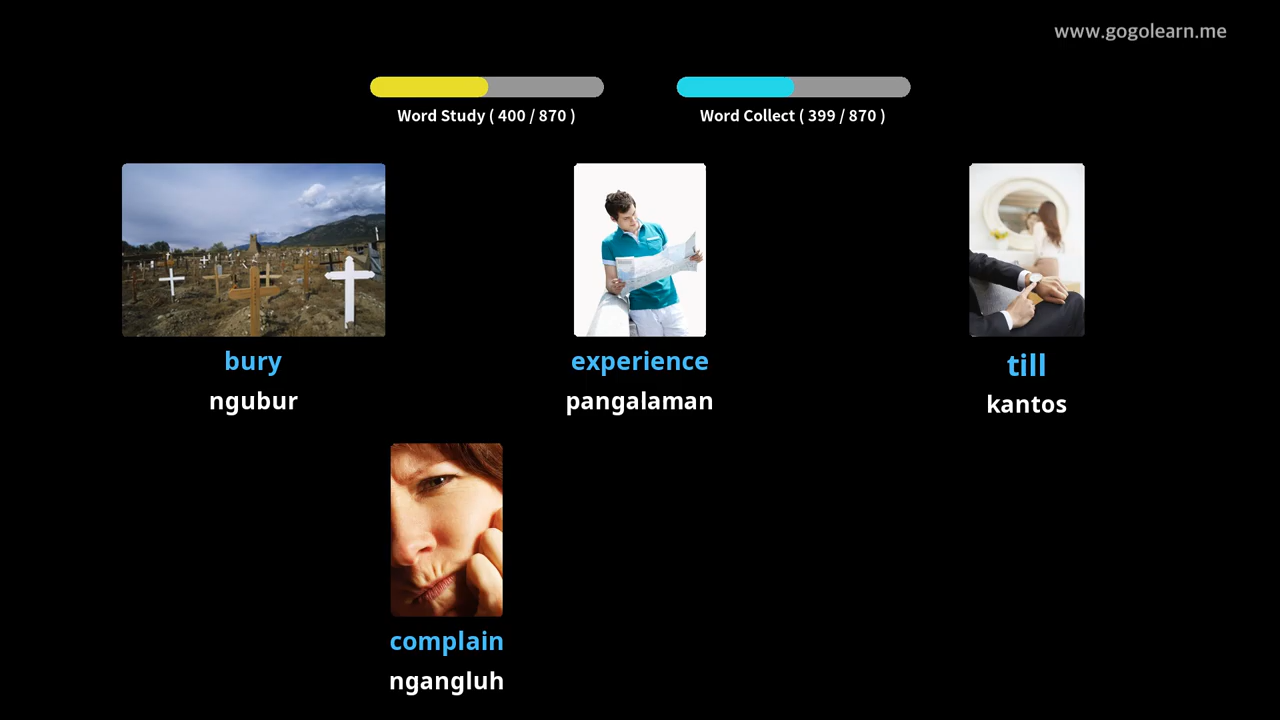 www.gogolearn.me
Word Study ( 400 / 870 )
Word Collect ( 399 / 870 )
bury
ngubur
experience
pangalaman
till
kantos
complain
ngangluh